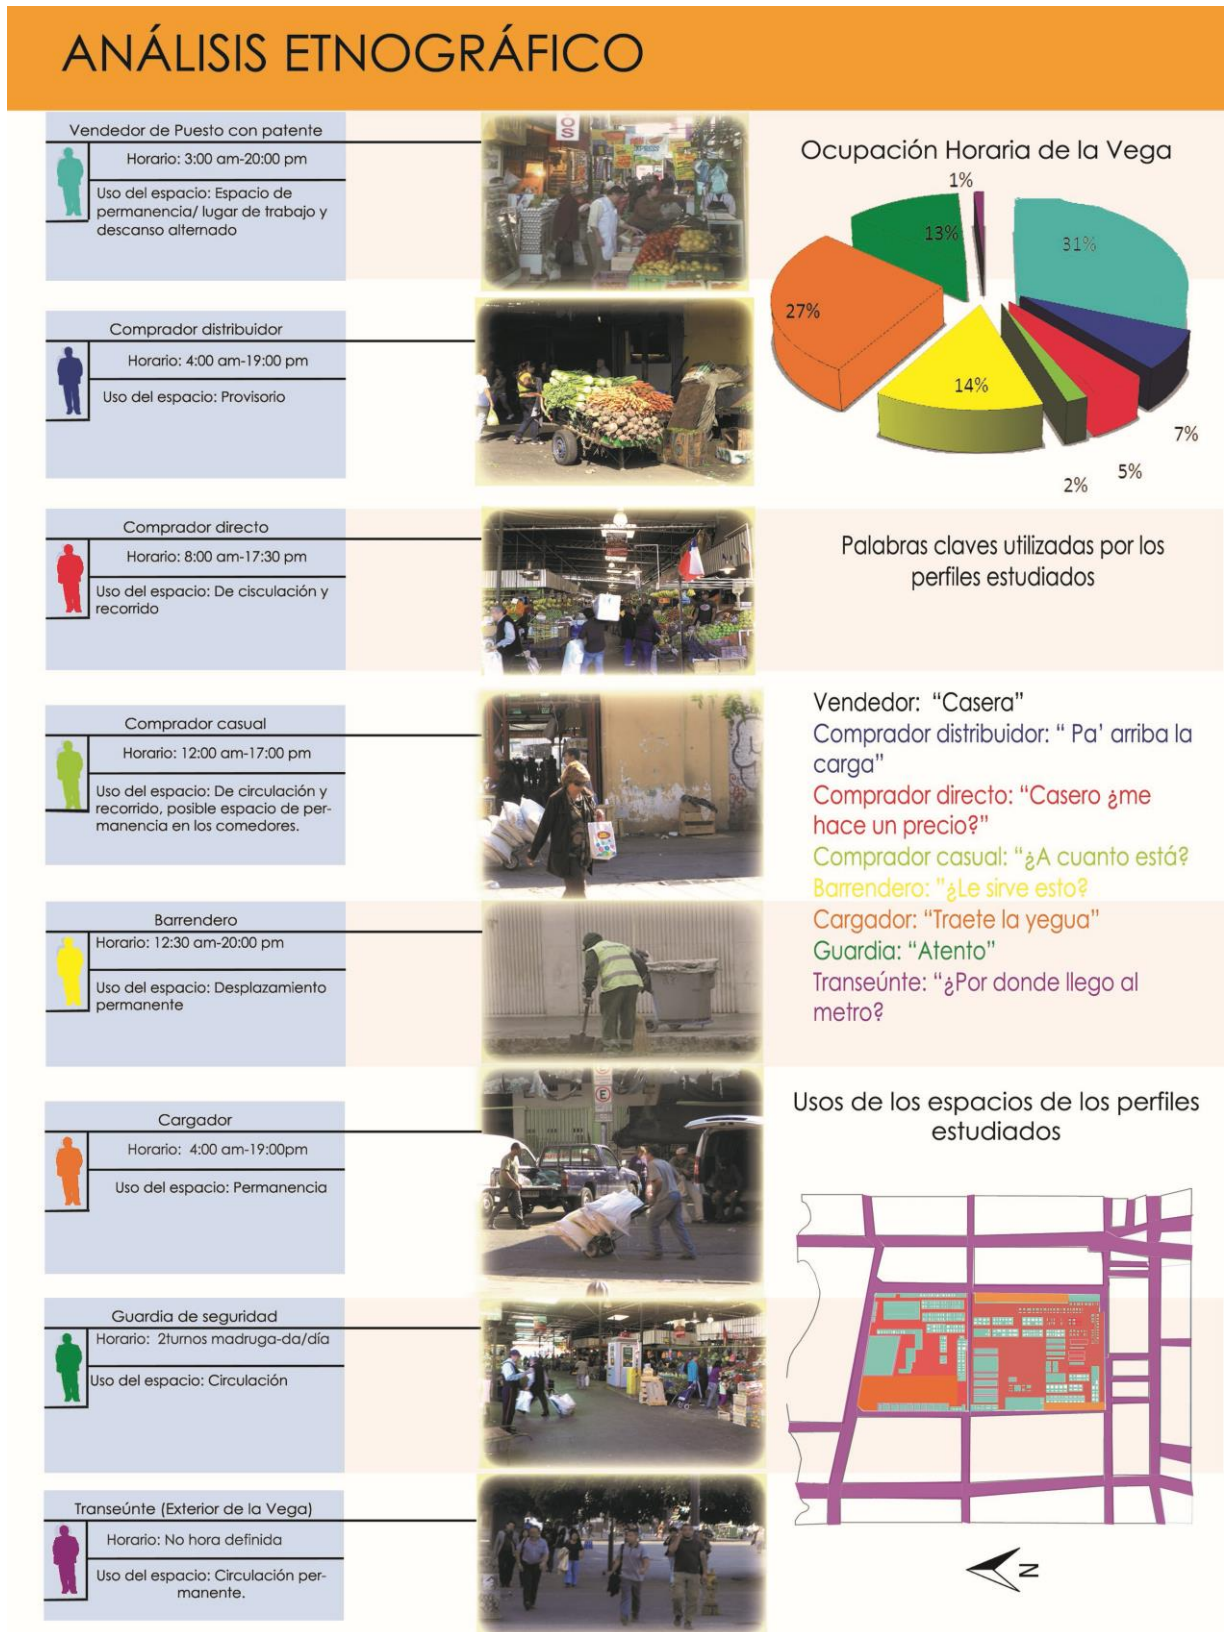 ANÁLISIS ETNOGRÁFICO
Vendedor de Puesto con patente
Horario: 3:00 am-20:00 pm
Uso del espacio: Espacio de
permanencia/ lugar de trabajo y
descanso alternado
Comprador distribuidor
Horario: 4:00 am-19:00 pm
Uso del espacio: Provisorio
Comprador directo
Horario: 8:00 am-17:30 pm
Uso del espacio: De cisculación y
recorrido
Comprador casual
Horario: 12:00 am-17:00 pm
Uso del espacio: De circulación y
recorrido, posible espacio de per-
manencia en los comedores.
Barrendero
Horario: 12:30 am-20:00 pm
Uso del espacio: Desplazamiento
permanente
Cargador
Horario: 4:00 am-19:00pm
Uso del espacio: Permanencia
Guardia de seguridad
Horario: 2turnos madruga-da/día
Uso del espacio: Circulación
Transeúnte (Exterior de la Vega)
Horario: No hora definida
Uso del espacio: Circulación per-
manente.
OS
E
Ocupación Horaria de la Vega
1%
13%
31%
27%
14%
7%
5%
2%
Palabras claves utilizadas por los
perfiles estudiados
Vendedor: “Casera”
Comprador distribuidor: “ Pa’ arriba la
carga”
Comprador directo: “Casero ¿me
hace un precio?”
Comprador casual: “¿A cuanto está?
Barrendero: ”¿Le sirve esto?
Cargador: “Traete la yegua”
Guardia: “Atento”
Transeúnte: “¿Por donde llego al
metro?
Usos de los espacios de los perfiles
estudiados
N